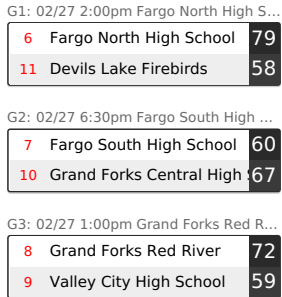 G1: 02/27 2:00pm Fargo North High S...
6 Fargo North High School 79
11 Devils Lake Firebirds 58
G2: 02/27 6:30pm Fargo South High ...
7 Fargo South High School 60
10 Grand Forks Central High 67
G3: 02/27 1:00pm Grand Forks Red R...
8 Grand Forks Red River 72
9 Valley City High School 59